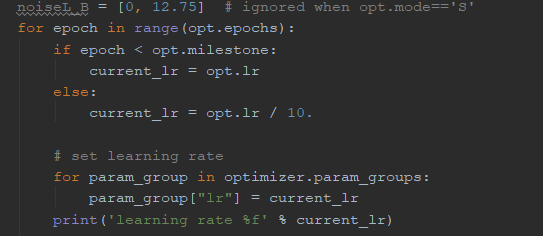 noiseL_B = [0, 12.75]  # ignored when opt.mode=='S'
for epoch in range(opt.epochs):
    if epoch < opt.milestone:
        current_lr = opt.lr
    else:
        current_lr = opt.lr / 10.
    # set learning rate
    for param_group in optimizer.param_groups:
        param_group["lr"] = current_lr
    print('learning rate %f' % current_lr)